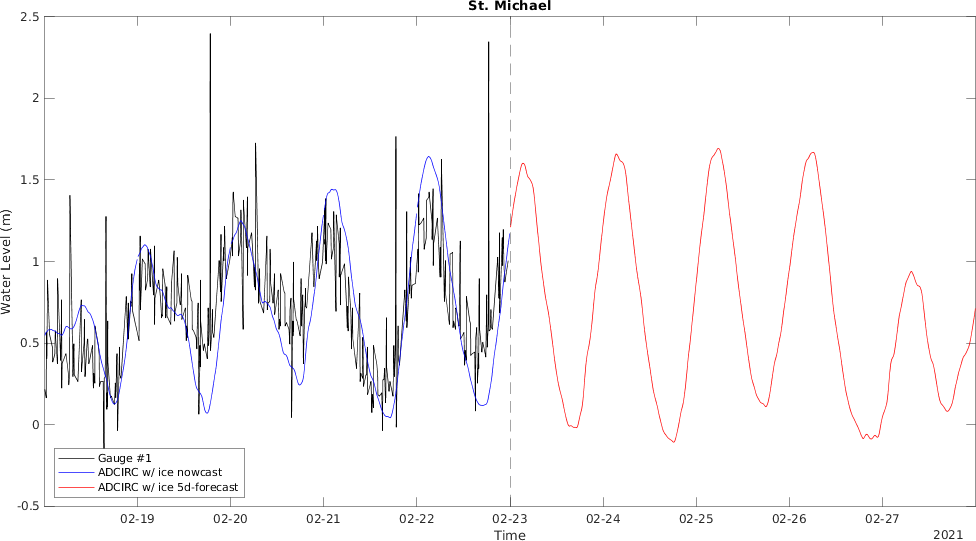 St. Michael
2.5
2
1.5
1
0.5
0
-0.5
Water Level (m)
Gauge #1
ADCIRC w/ ice nowcast
ADCIRC w/ ice 5d-forecast
02-19 02-20 02-21 02-22 02-23 02-24 02-25 02-26 02-27
Time
2021